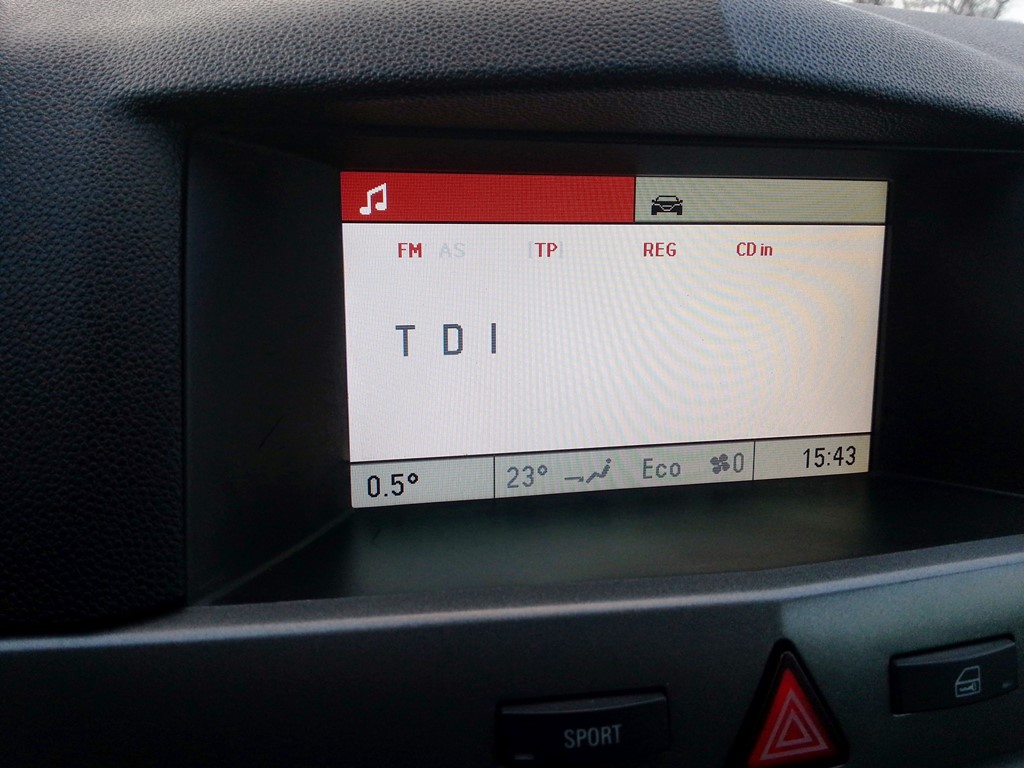 FM AS [TP] REG CD in
T D I
0.5° 23° Eco 0 15:43
SPORT